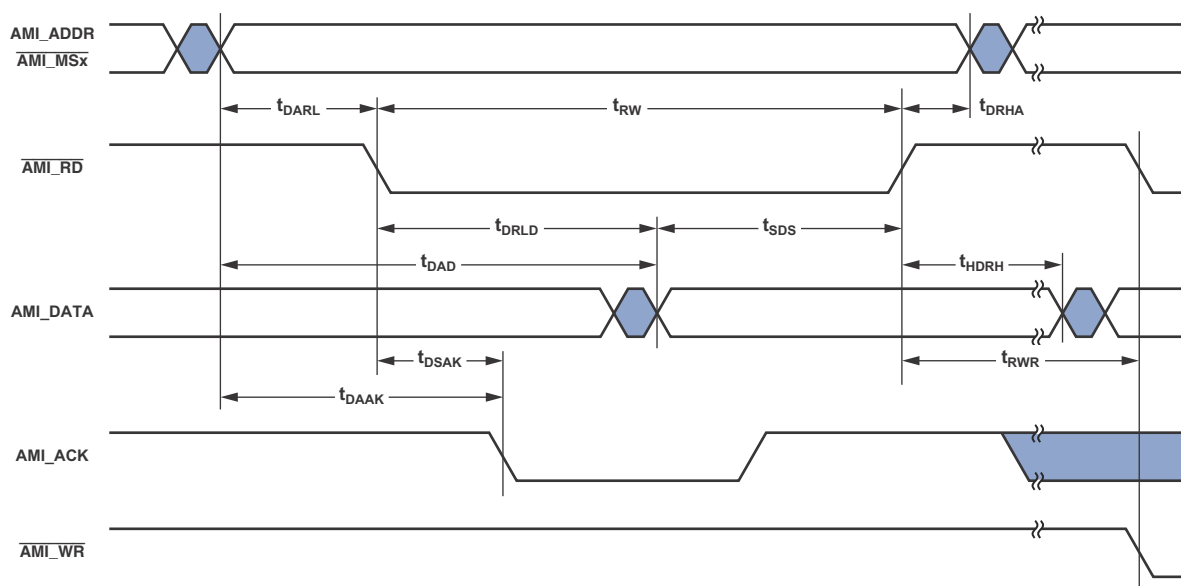 AMI_ADDR
AMI_MSx
tDARL
tRW
tDRHA
AMI_RD
tDRLD
tSDS
tDAD
tHDRH
AMI_DATA
tDSAK
tRWR
tDAAK
AMI_ACK
AMI_WR